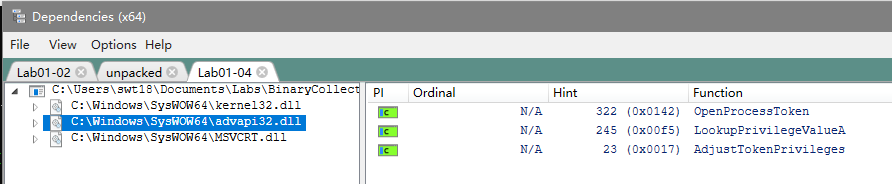 Dependencies (x64)
File View Options Help
Lab01-02 unpacked Lab01-04
C:\Users\swt18\Documents\Labs\BinaryCollect
C:\Windows\SysWOW64\kernel32.dll
C:\Windows\SysWOW64\advapi32.dll
C:\Windows\SysWOW64\MSVCRT.dll
PI Ordinal Hint Function
C N/A 322 (0x0142) OpenProcessToken
C N/A 245 (0x00f5) LookupPrivilegeValueA
C N/A 23 (0x0017) AdjustTokenPrivileges